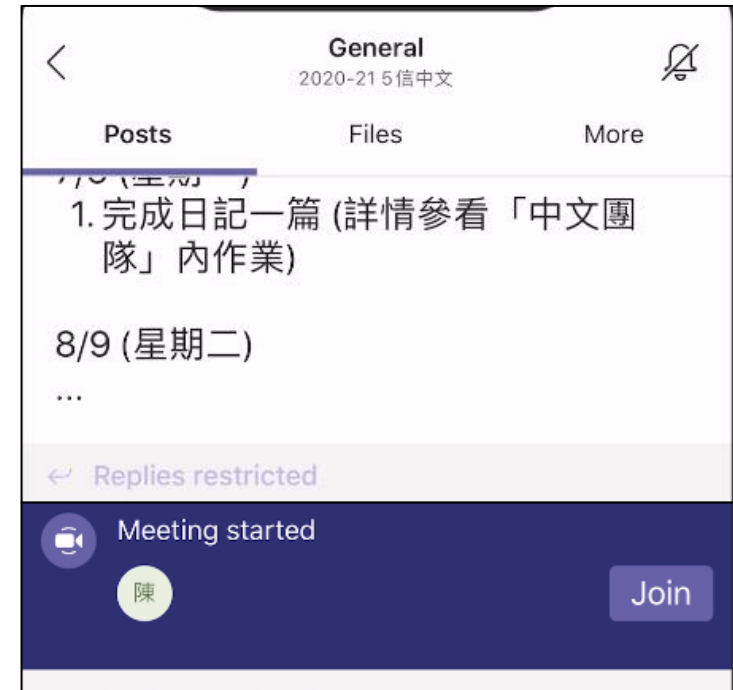 General
2020-21 5信中文
Posts Files More
1. 完成日記一篇 (詳情參看「中文團
隊」內作業)
8/9 (星期二)
...
Replies restricted
Meeting started
陳
Join